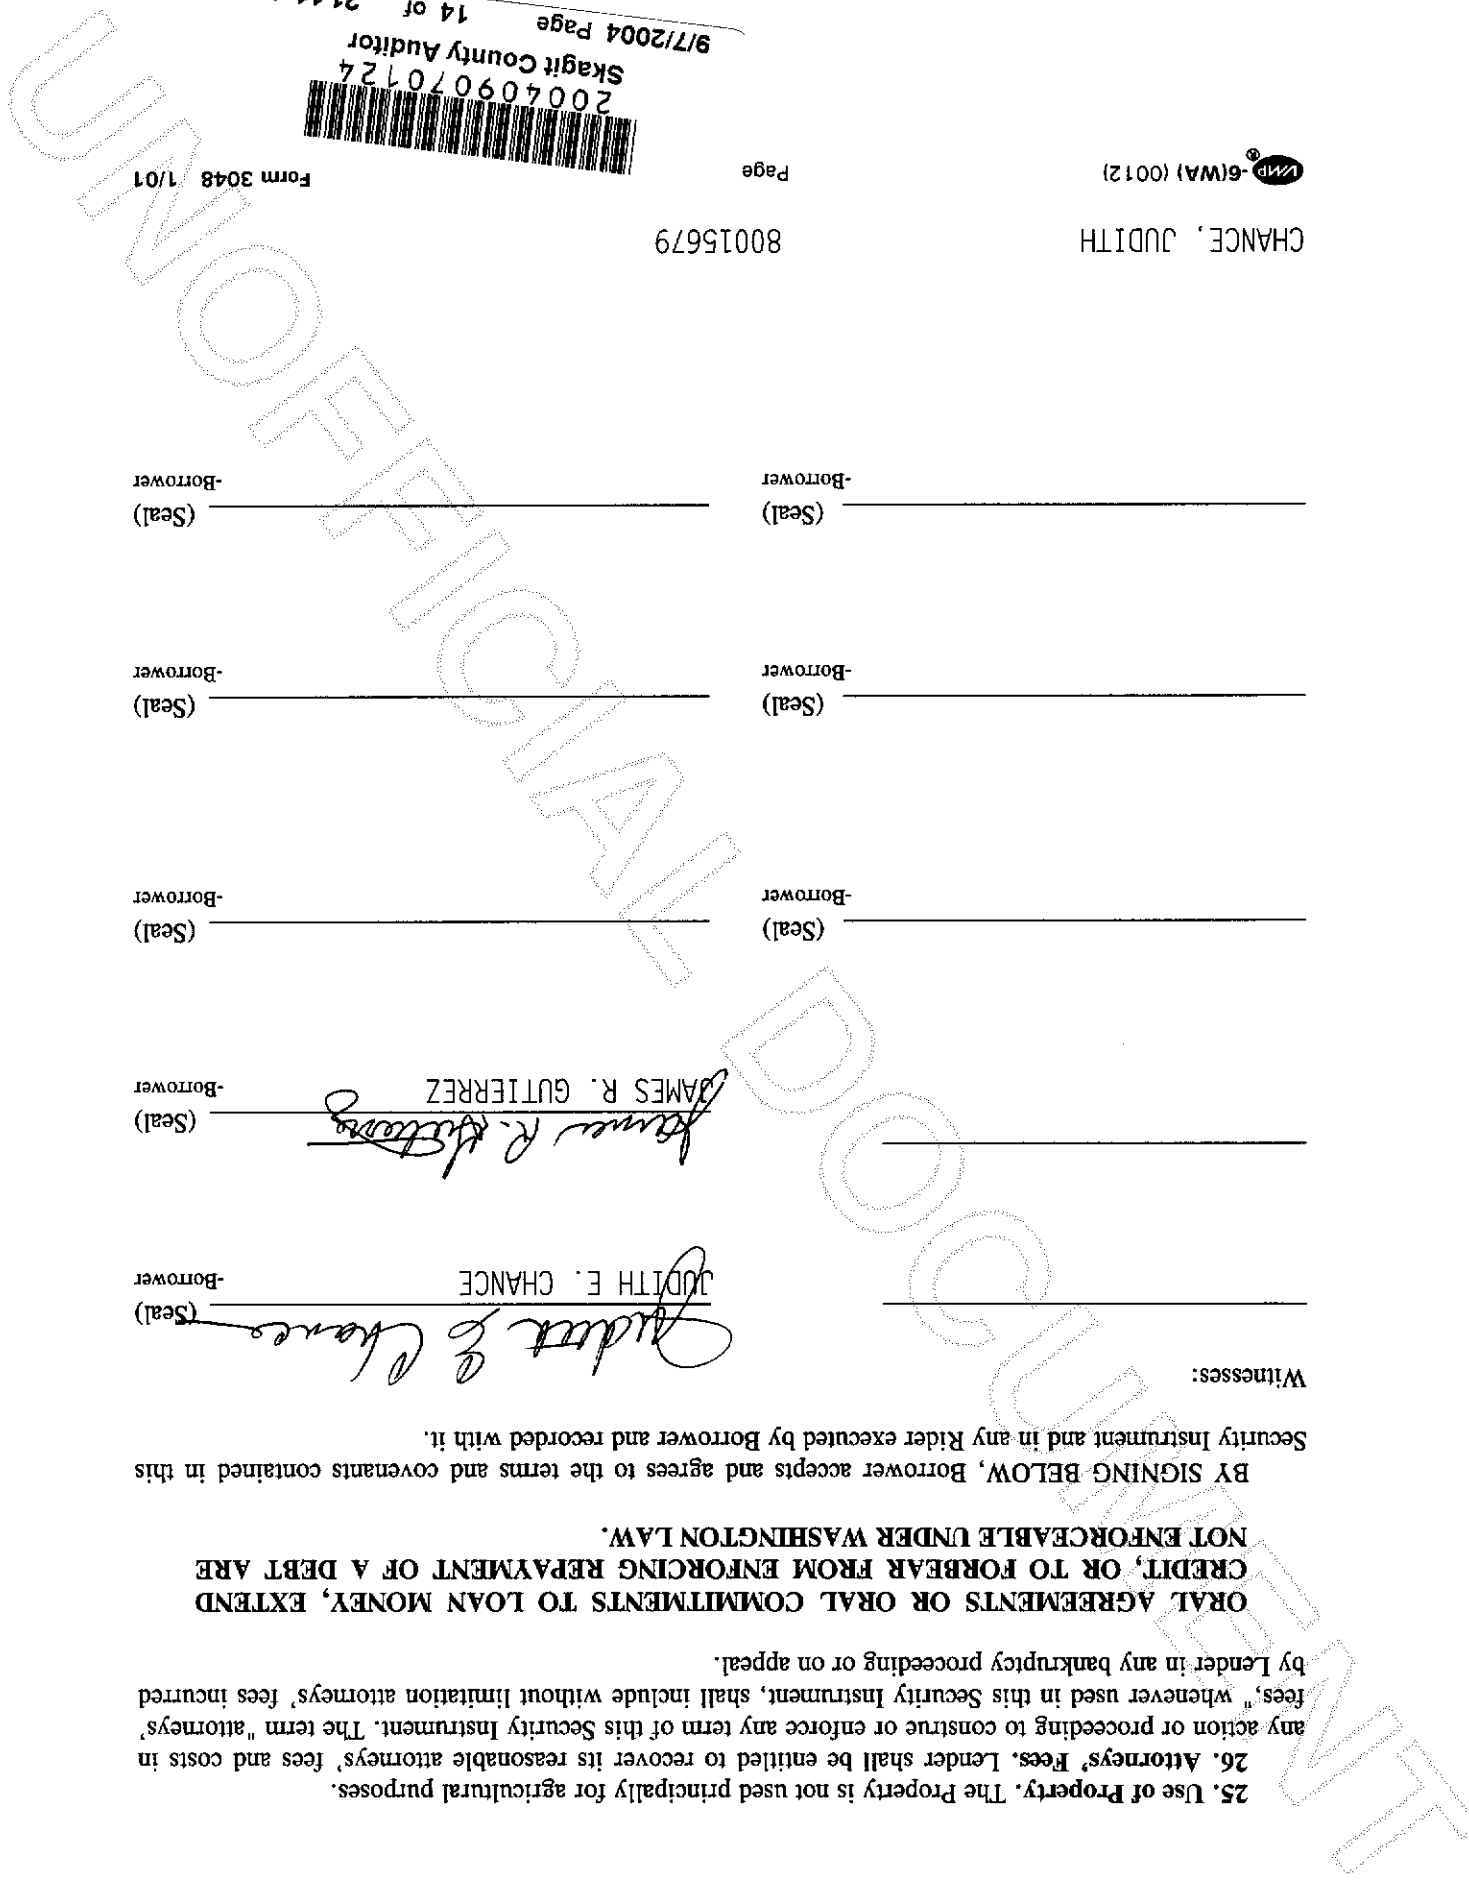 25. Use of Property. The Property is not used principally for agricultural purposes.
26. Attorneys' Fees. Lender shall be entitled to recover its reasonable attorneys' fees and costs in
any action or proceeding to construe or enforce any term of this Security Instrument. The term "attorneys'
fees," whenever used in this Security Instrument, shall include without limitation attorneys' fees incurred
by Lender in any bankruptcy proceeding or on appeal.
ORAL AGREEMENTS OR ORAL COMMITMENTS TO LOAN MONEY, EXTEND
CREDIT, OR TO FORBEAR FROM ENFORCING REPAYMENT OF A DEBT ARE
NOT ENFORCEABLE UNDER WASHINGTON LAW.
BY SIGNING BELOW, Borrower accepts and agrees to the terms and covenants contained in this
Security Instrument and in any Rider executed by Borrower and recorded with it.
Witnesses:
Judith E Chance (Seal)
JUDITH E. CHANCE -Borrower
James R. Gutierrez (Seal)
JAMES R. GUTIERREZ -Borrower
(Seal) (Seal)
-Borrower -Borrower
(Seal) (Seal)
-Borrower -Borrower
(Seal) (Seal)
-Borrower -Borrower
CHANCE, JUDITH 80015679
VMP®-6(WA) (0012) Page Form 3048 1/01
200409070124
Skagit County Auditor
9/7/2004 Page 14 of
UNOFFICIAL DOCUMENT